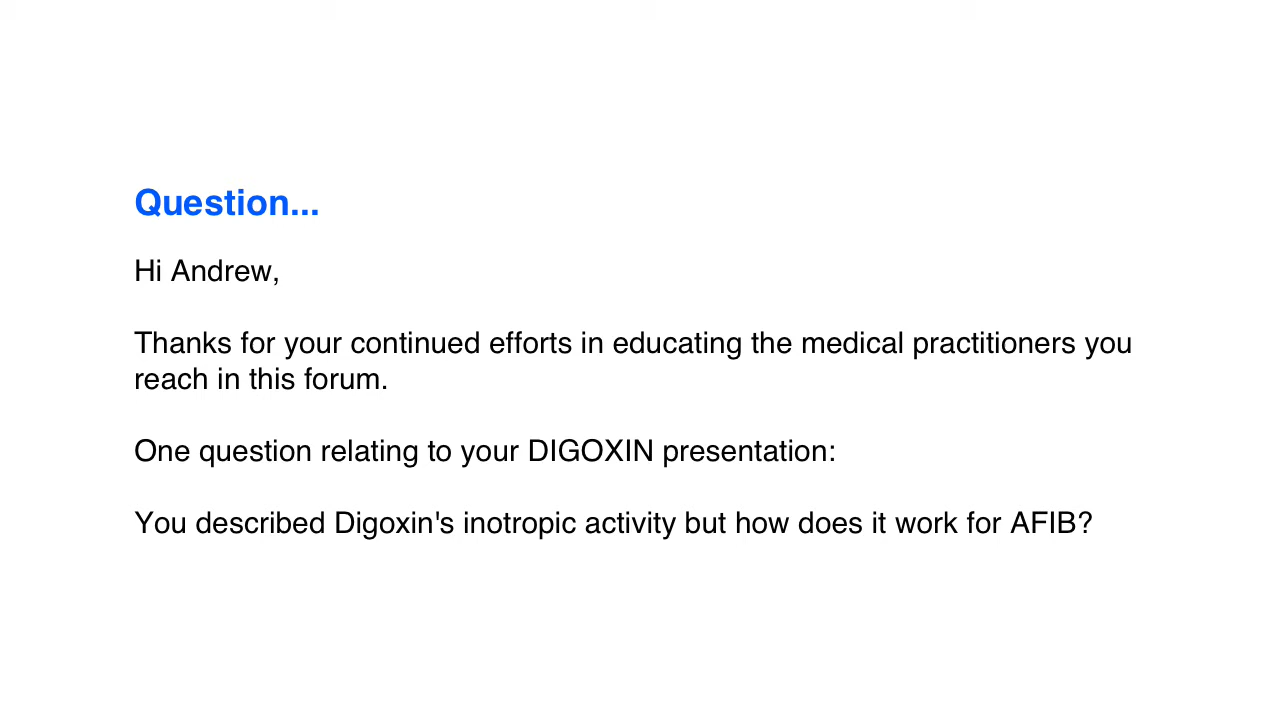 Question...
Hi Andrew,
Thanks for your continued efforts in educating the medical practitioners you
reach in this forum.
One question relating to your DIGOXIN presentation:
You described Digoxin's inotropic activity but how does it work for AFIB?